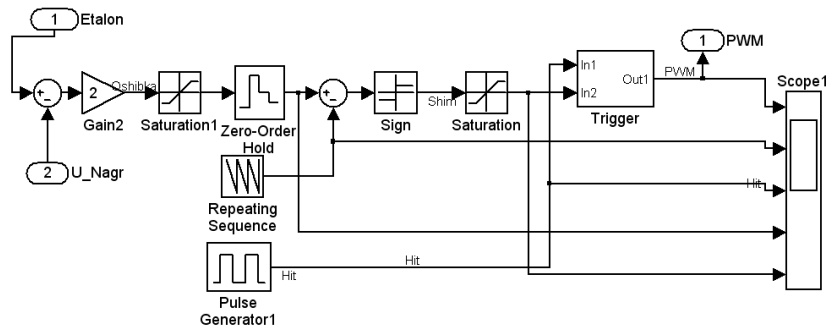 1
Etalon
1
PWM
In1
In2
Out1
PWM
Trigger
Scope1
2
Gain2
Oshibka
Saturation1
Zero-Order
Hold
Sign
Shim
Saturation
2
U_Nagr
Repeating
Sequence
Hit
Hit
Hit
Pulse
Generator1